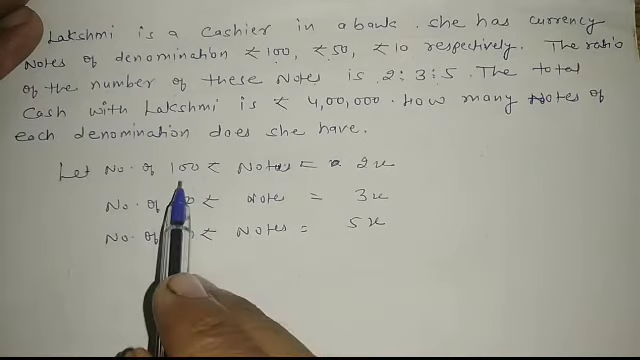 Lakshmi is a cashier in a bank. she has currency
Notes of denomination ₹100, ₹50, ₹10 respectively. The ratio
of the number of these Notes is 2:3:5. The total
Cash with Lakshmi is ₹ 4,00,000. How many Notes of
each denomination does she have.
Let No. of 100 ₹ Notes = 2x
No. of 0 ₹ Note = 3x
No. of ₹ Notes = 5x